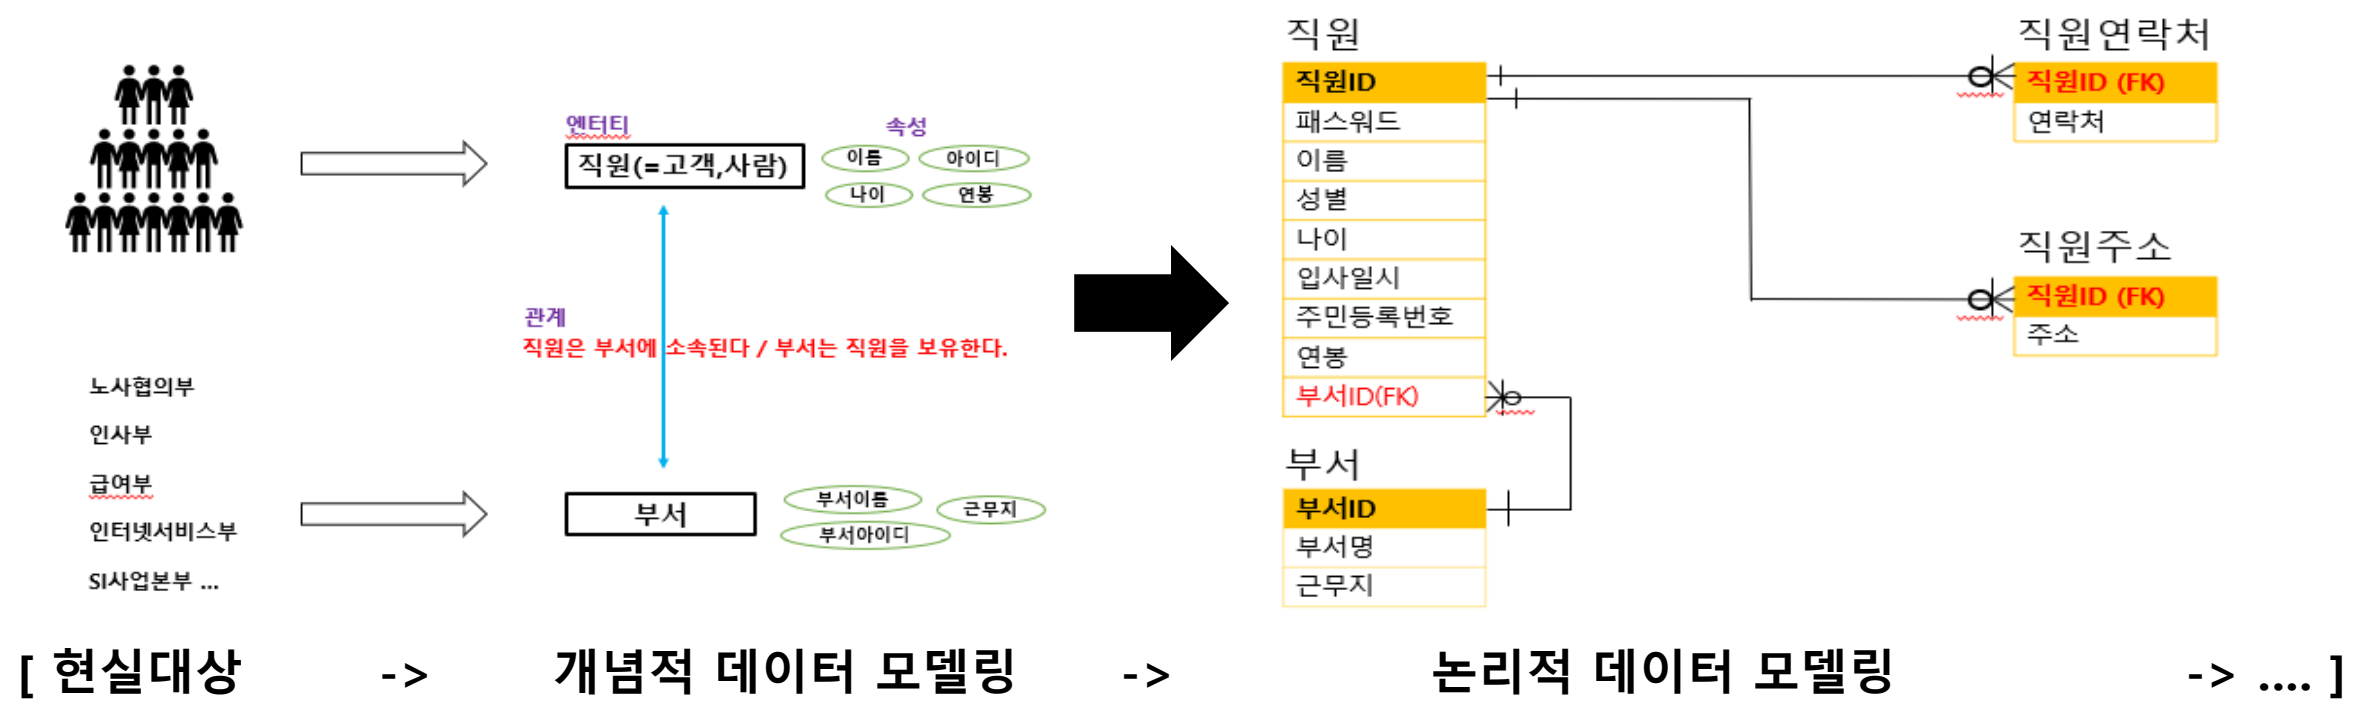 노사협의부
인사부
급여부
인터넷서비스부
SI사업본부 ...
엔터티
속성
직원(=고객,사람)
이름
아이디
나이
연봉
관계
직원은 부서에 소속된다 / 부서는 직원을 보유한다.
부서
부서이름
근무지
부서아이디
직원
직원ID
패스워드
이름
성별
나이
입사일시
주민등록번호
연봉
부서ID(FK)
부서
부서ID
부서명
근무지
직원연락처
직원ID (FK)
연락처
직원주소
직원ID (FK)
주소
[ 현실대상 -> 개념적 데이터 모델링 -> 논리적 데이터 모델링 -> .... ]